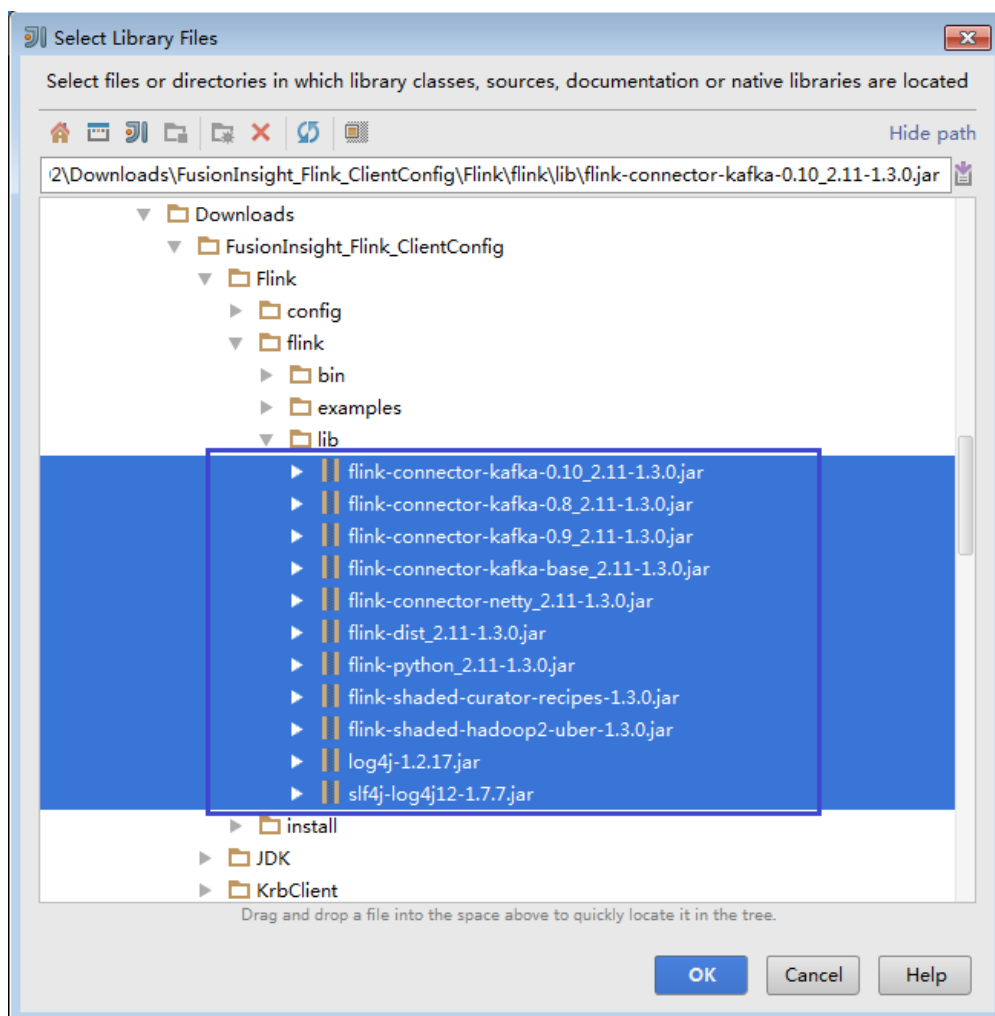 Select Library Files
Select files or directories in which library classes, sources, documentation or native libraries are located
Hide path
2\Downloads\FusionInsight_Flink_ClientConfig\Flink\flink\lib\flink-connector-kafka-0.10_2.11-1.3.0.jar
Downloads
FusionInsight_Flink_ClientConfig
Flink
config
flink
bin
examples
lib
flink-connector-kafka-0.10_2.11-1.3.0.jar
flink-connector-kafka-0.8_2.11-1.3.0.jar
flink-connector-kafka-0.9_2.11-1.3.0.jar
flink-connector-kafka-base_2.11-1.3.0.jar
flink-connector-netty_2.11-1.3.0.jar
flink-dist_2.11-1.3.0.jar
flink-python_2.11-1.3.0.jar
flink-shaded-curator-recipes-1.3.0.jar
flink-shaded-hadoop2-uber-1.3.0.jar
log4j-1.2.17.jar
slf4j-log4j12-1.7.7.jar
install
JDK
KrbClient
Drag and drop a file into the space above to quickly locate it in the tree.
OK Cancel Help